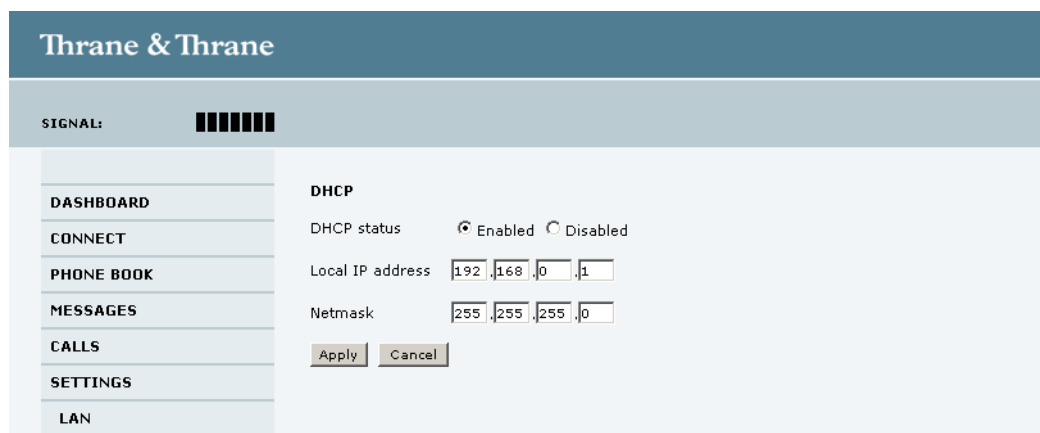 Thrane & Thrane
SIGNAL:
DASHBOARD
CONNECT
PHONE BOOK
MESSAGES
CALLS
SETTINGS
LAN
DHCP
DHCP status Enabled Disabled
Local IP address 192 .168 .0 .1
Netmask 255 .255 .255 .0
Apply Cancel